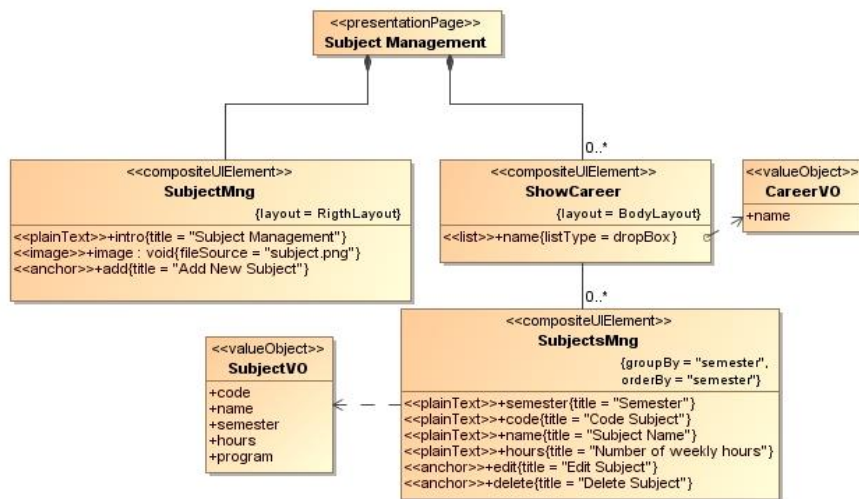 <<presentationPage>>
Subject Management
<<compositeUIElement>>
SubjectMng
{layout = RigthLayout}
<<plainText>>+intro{title = "Subject Management"}
<<image>>+image : void{fileSource = "subject.png"}
<<anchor>>+add{title = "Add New Subject"}
0..*
<<compositeUIElement>>
ShowCareer
{layout = BodyLayout}
<<list>>+name{listType = dropBox}
<<valueObject>>
CareerVO
+name
0..*
<<valueObject>>
SubjectVO
+code
+name
+semester
+hours
+program
<<compositeUIElement>>
SubjectsMng
{groupBy = "semester",
orderBy = "semester"}
<<plainText>>+semester{title = "Semester"}
<<plainText>>+code{title = "Code Subject"}
<<plainText>>+name{title = "Subject Name"}
<<plainText>>+hours{title = "Number of weekly hours"}
<<anchor>>+edit{title = "Edit Subject"}
<<anchor>>+delete{title = "Delete Subject"}